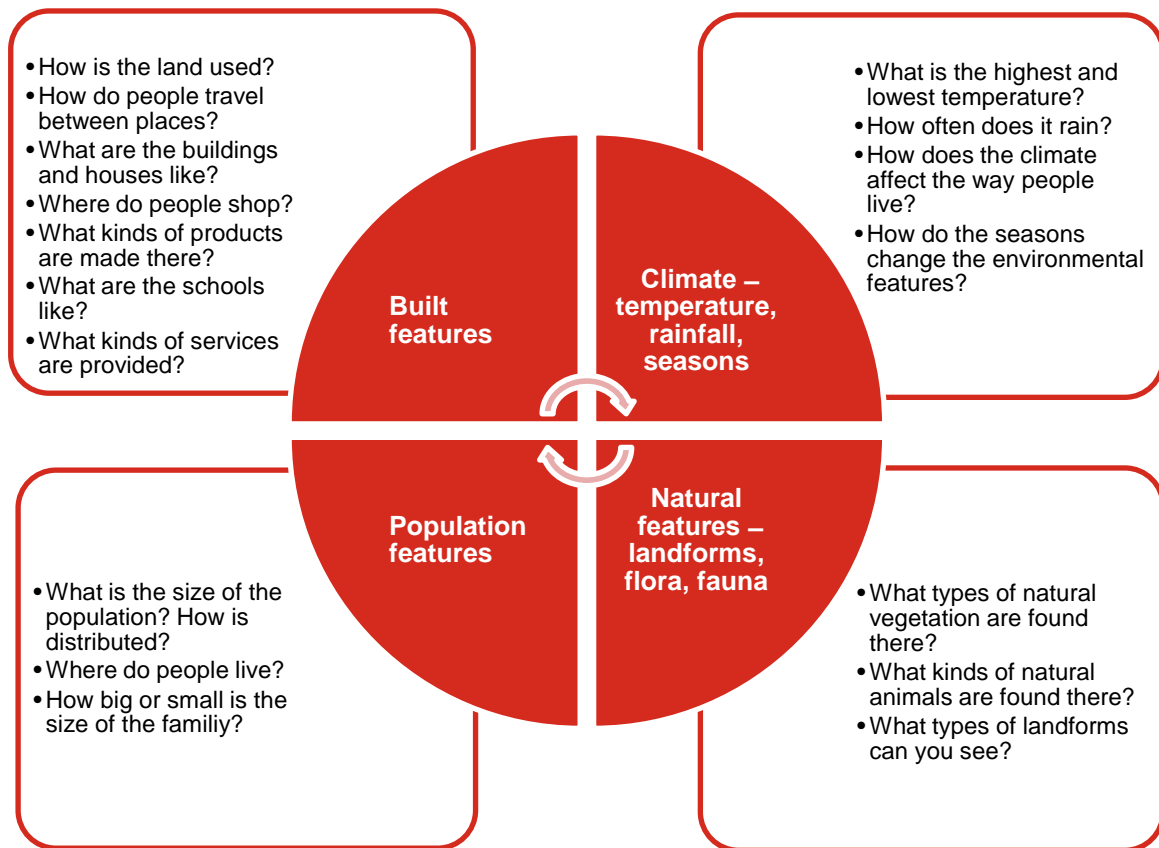 •How is the land used?
•How do people travel
between places?
•What are the buildings
and houses like?
•Where do people shop?
•What kinds of products
are made there?
•What are the schools
like?
•What kinds of services
are provided?
•What is the highest and
lowest temperature?
•How often does it rain?
•How does the climate
affect the way people
live?
•How do the seasons
change the environmental
features?
Built
features
Climate –
temperature,
rainfall,
seasons
Population
features
Natural
features –
landforms,
flora, fauna
•What is the size of the
population? How is
distributed?
•Where do people live?
•How big or small is the
size of the familiy?
•What types of natural
vegetation are found
there?
•What kinds of natural
animals are found there?
•What types of landforms
can you see?